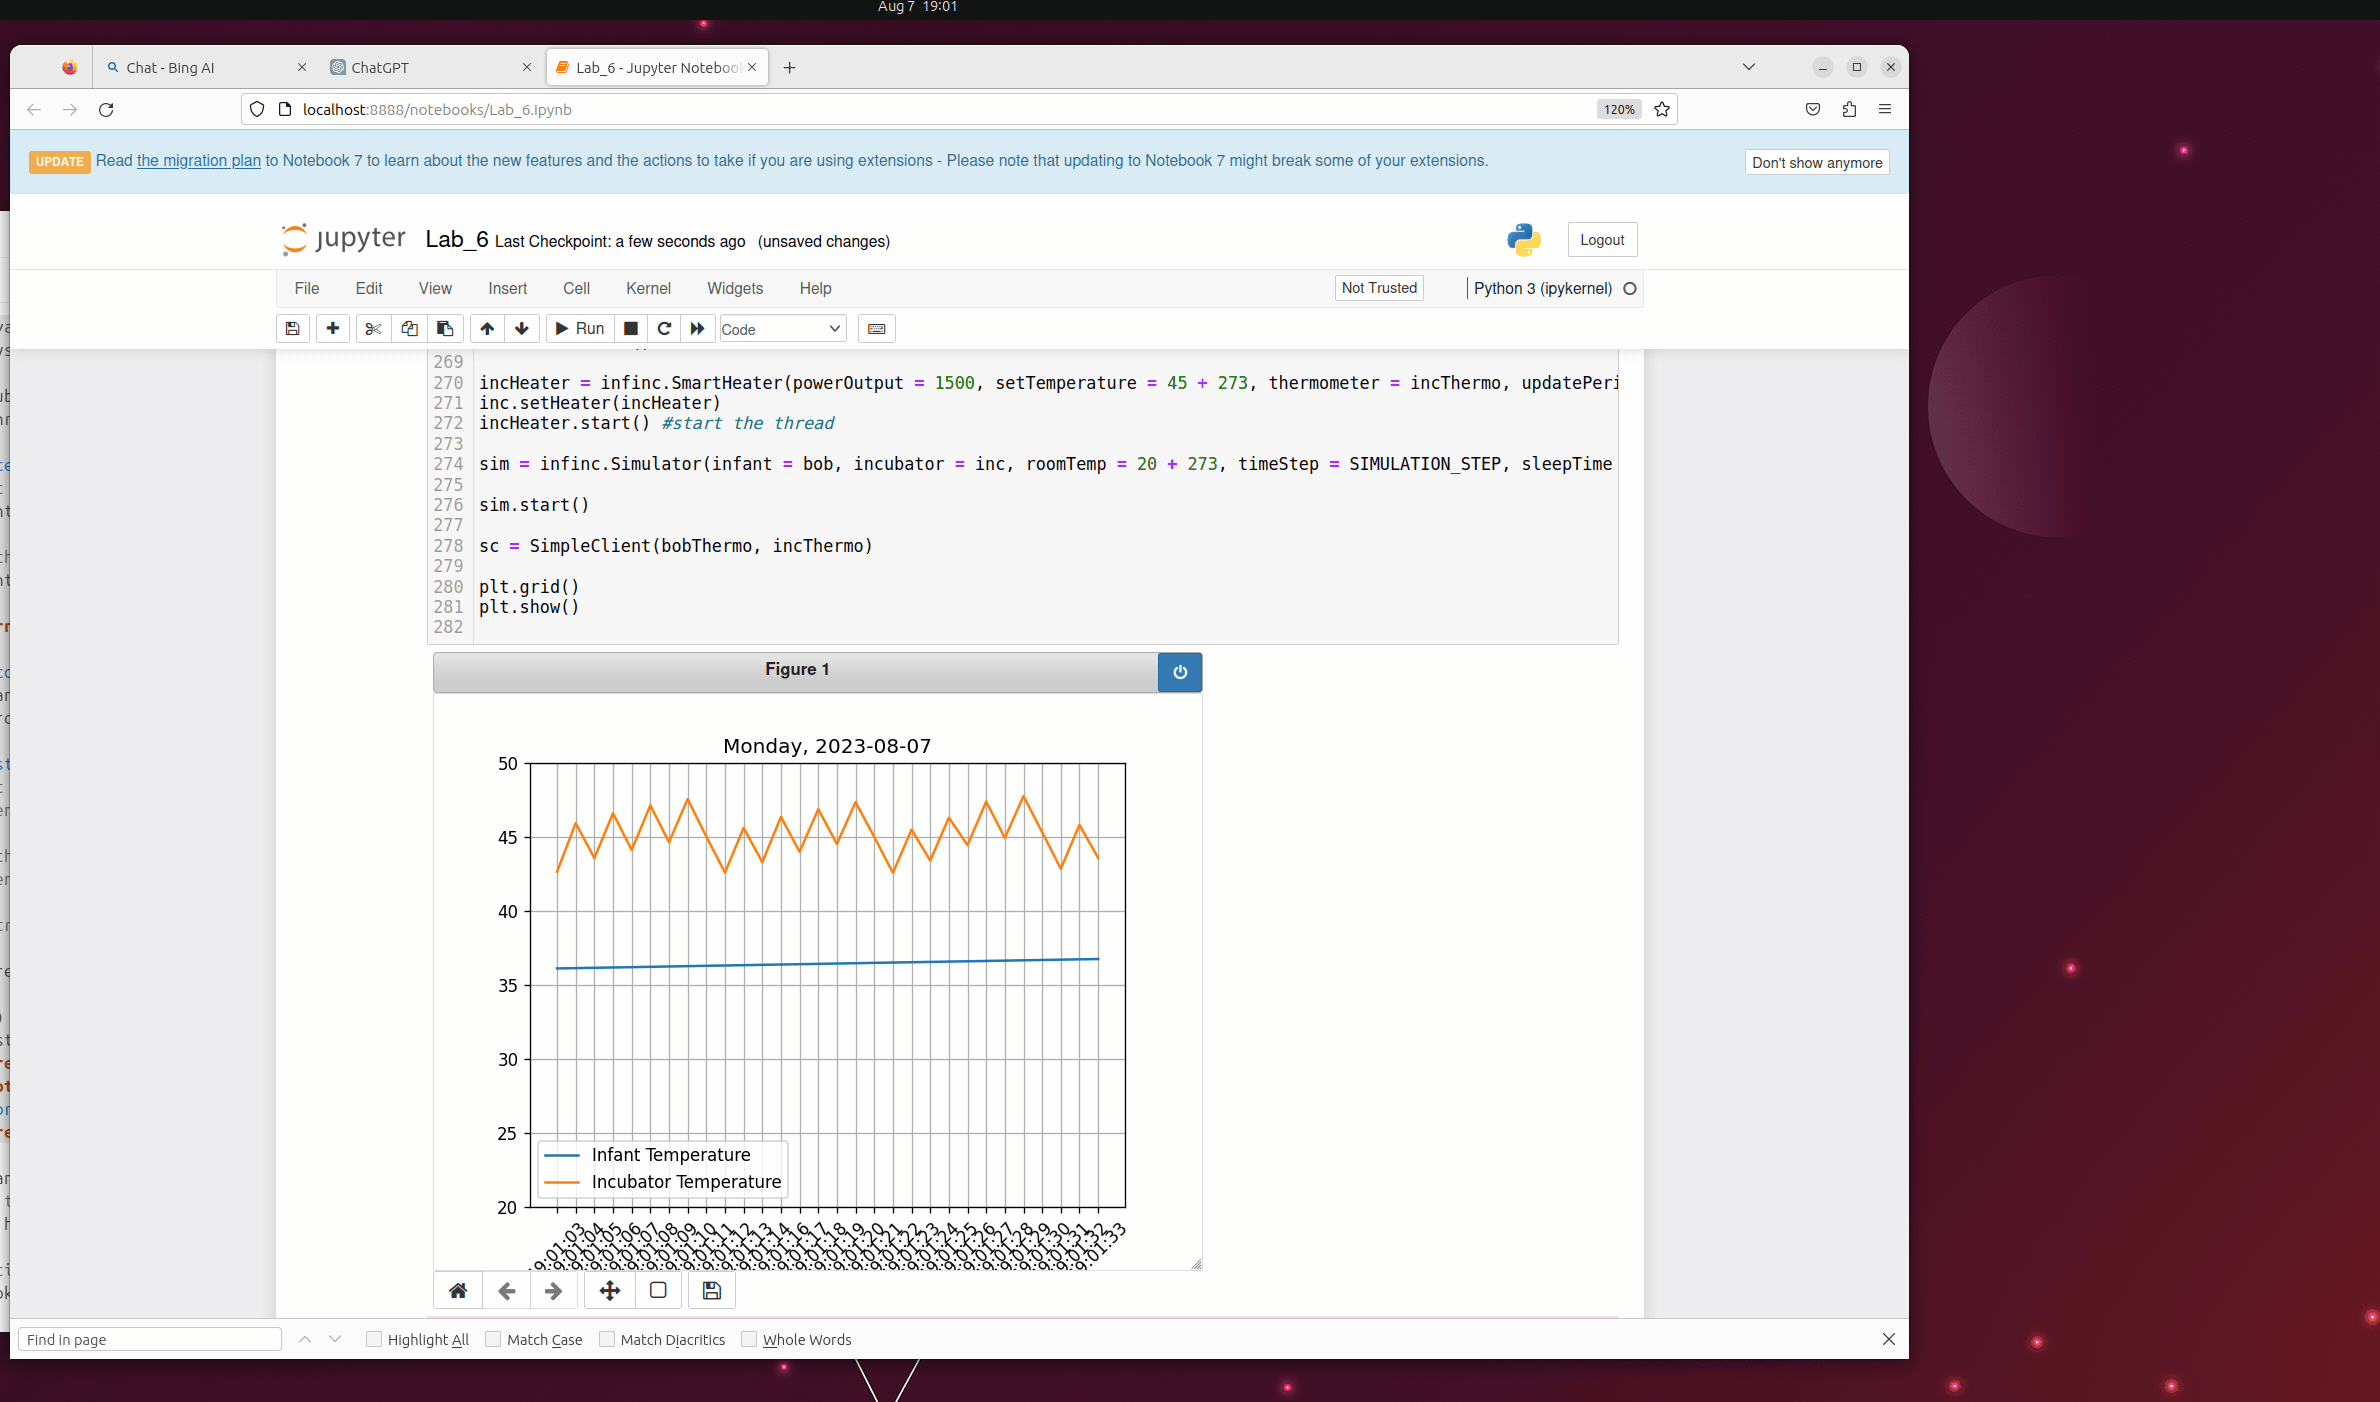 Aug 7 19:01
Chat - Bing AI
ChatGPT
Lab_6 - Jupyter Noteboo
localhost:8888/notebooks/Lab_6.ipynb
120%
UPDATE Read the migration plan to Notebook 7 to learn about the new features and the actions to take if you are using extensions - Please note that updating to Notebook 7 might break some of your extensions.
Don't show anymore
jupyter Lab_6 Last Checkpoint: a few seconds ago (unsaved changes)
Logout
File Edit View Insert Cell Kernel Widgets Help
Not Trusted
Python 3 (ipykernel)
Run
Code
269
270 incHeater = infinc.SmartHeater(powerOutput = 1500, setTemperature = 45 + 273, thermometer = incThermo, updatePeri
271 inc.setHeater(incHeater)
272 incHeater.start() #start the thread
273
274 sim = infinc.Simulator(infant = bob, incubator = inc, roomTemp = 20 + 273, timeStep = SIMULATION_STEP, sleepTime
275
276 sim.start()
277
278 sc = SimpleClient(bobThermo, incThermo)
279
280 plt.grid()
281 plt.show()
282
Figure 1
Monday, 2023-08-07
50
45
40
35
30
25
20
Infant Temperature
Incubator Temperature
9:01:03
9:01:33
Find in page
Highlight All
Match Case
Match Diacritics
Whole Words